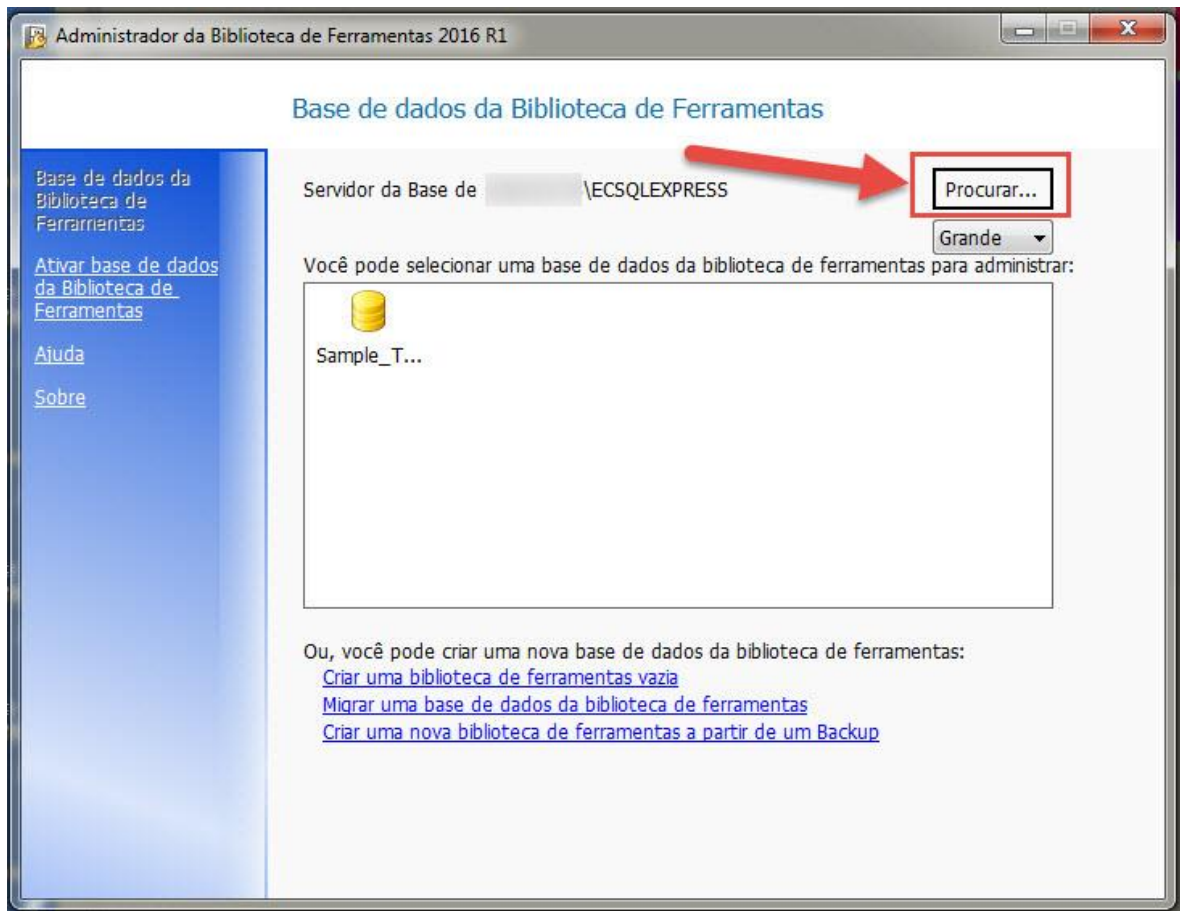 Administrador da Biblioteca de Ferramentas 2016 R1
X
Base de dados da Biblioteca de Ferramentas
Base de dados da
Biblioteca de
Ferramentas
Ativar base de dados
da Biblioteca de
Ferramentas
Ajuda
Sobre
Servidor da Base de \ECSQLEXPRESS
Procurar...
Grande
Você pode selecionar uma base de dados da biblioteca de ferramentas para administrar:
Sample_T...
Ou, você pode criar uma nova base de dados da biblioteca de ferramentas:
Criar uma biblioteca de ferramentas vazia
Migrar uma base de dados da biblioteca de ferramentas
Criar uma nova biblioteca de ferramentas a partir de um Backup